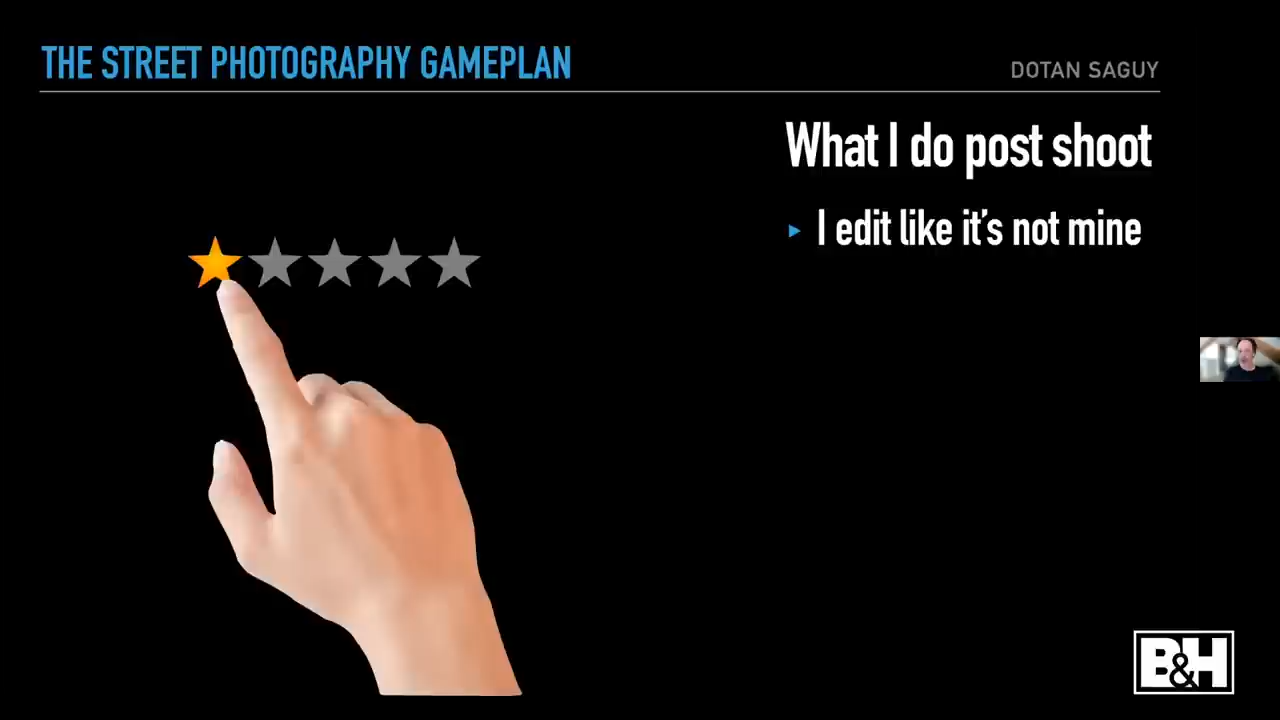 THE STREET PHOTOGRAPHY GAMEPLAN
DOTAN SAGUY
What I do post shoot
I edit like it's not mine
B&H